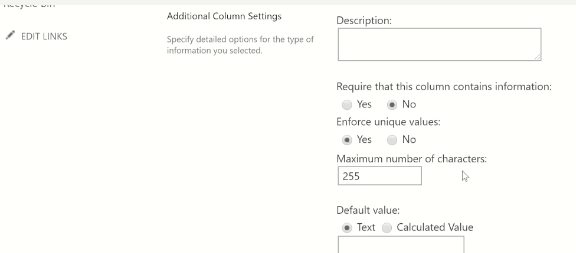 EDIT LINKS
Additional Column Settings
Specify detailed options for the type of
information you selected.
Description:
Require that this column contains information:
Yes No
Enforce unique values:
Yes No
Maximum number of characters:
255
Default value:
Text Calculated Value